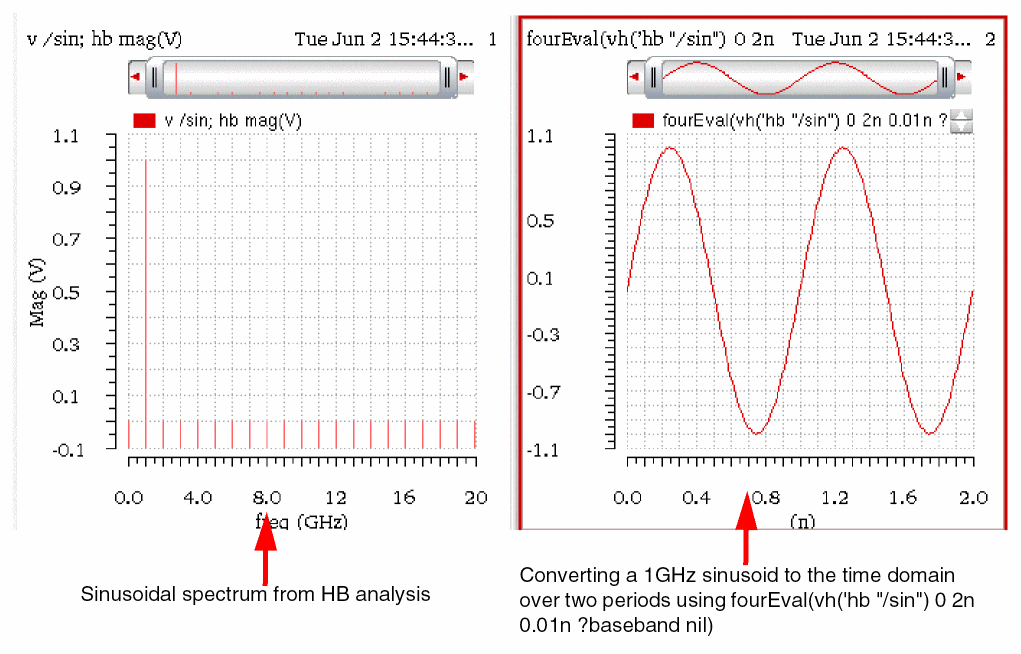 v /sin; hb mag(V) Tue Jun 2 15:44:3... 1
v /sin; hb mag(V)
1.1
0.9
0.7
0.5
0.3
0.1
-0.1
Mag (V)
0.0 4.0 8.0 12 16 20
freq (GHz)
Sinusoidal spectrum from HB analysis
fourEval(vh('hb "/sin") 0 2n Tue Jun 2 15:44:3... 2
fourEval(vh('hb "/sin") 0 2n 0.01n ?
1.1
0.5
0.1
-0.3
-0.7
-1.1
0.0 0.4 0.8 1.2 1.6 2.0
(n)
Converting a 1GHz sinusoid to the time domain
over two periods using fourEval(vh('hb "/sin") 0 2n
0.01n ?baseband nil)